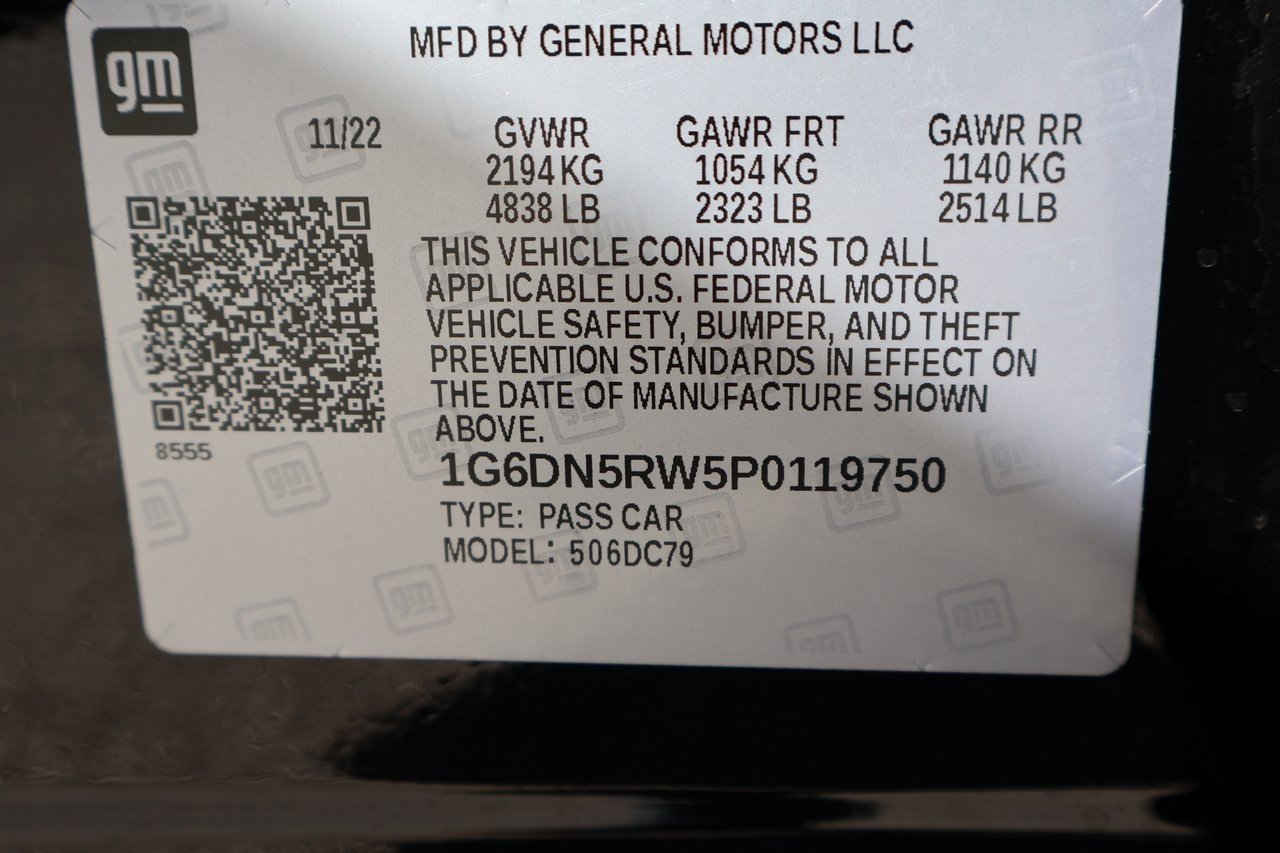 gm
MFD BY GENERAL MOTORS LLC
11/22 GVWR GAWR FRT GAWR RR
2194 KG 1054 KG 1140 KG
4838 LB 2323 LB 2514 LB
THIS VEHICLE CONFORMS TO ALL
APPLICABLE U.S. FEDERAL MOTOR
VEHICLE SAFETY, BUMPER, AND THEFT
PREVENTION STANDARDS IN EFFECT ON
THE DATE OF MANUFACTURE SHOWN
ABOVE.
8555
1G6DN5RW5P0119750
TYPE: PASS CAR
MODEL: 506DC79